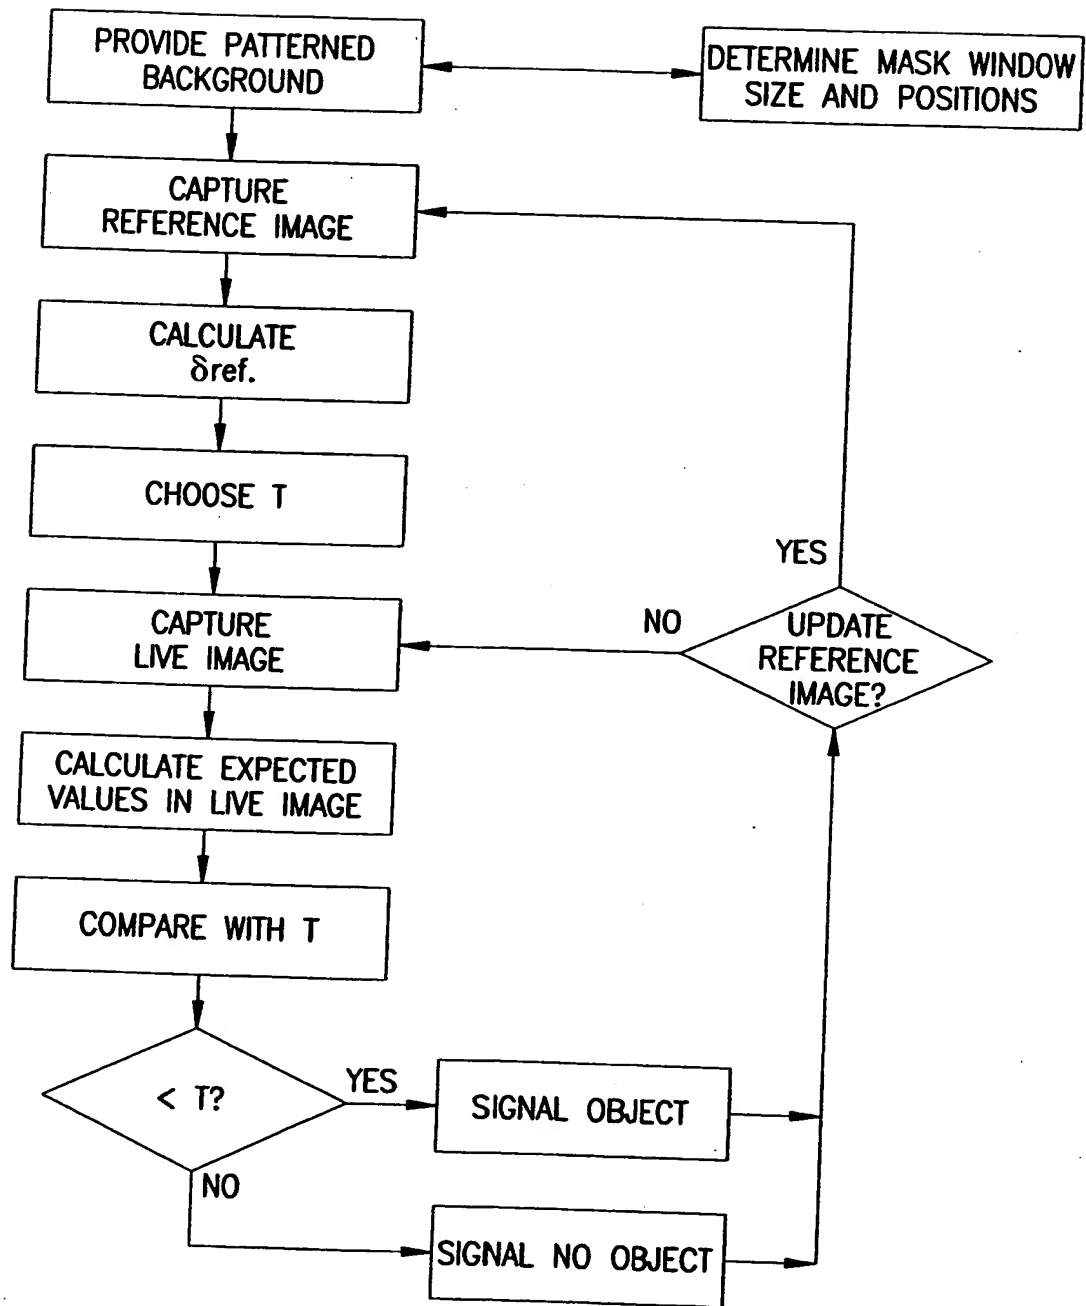 PROVIDE PATTERNED
BACKGROUND
DETERMINE MASK WINDOW
SIZE AND POSITIONS
CAPTURE
REFERENCE IMAGE
CALCULATE
δref.
CHOOSE T
YES
CAPTURE
LIVE IMAGE
NO
UPDATE
REFERENCE
IMAGE?
CALCULATE EXPECTED
VALUES IN LIVE IMAGE
COMPARE WITH T
< T?
YES
SIGNAL OBJECT
NO
SIGNAL NO OBJECT